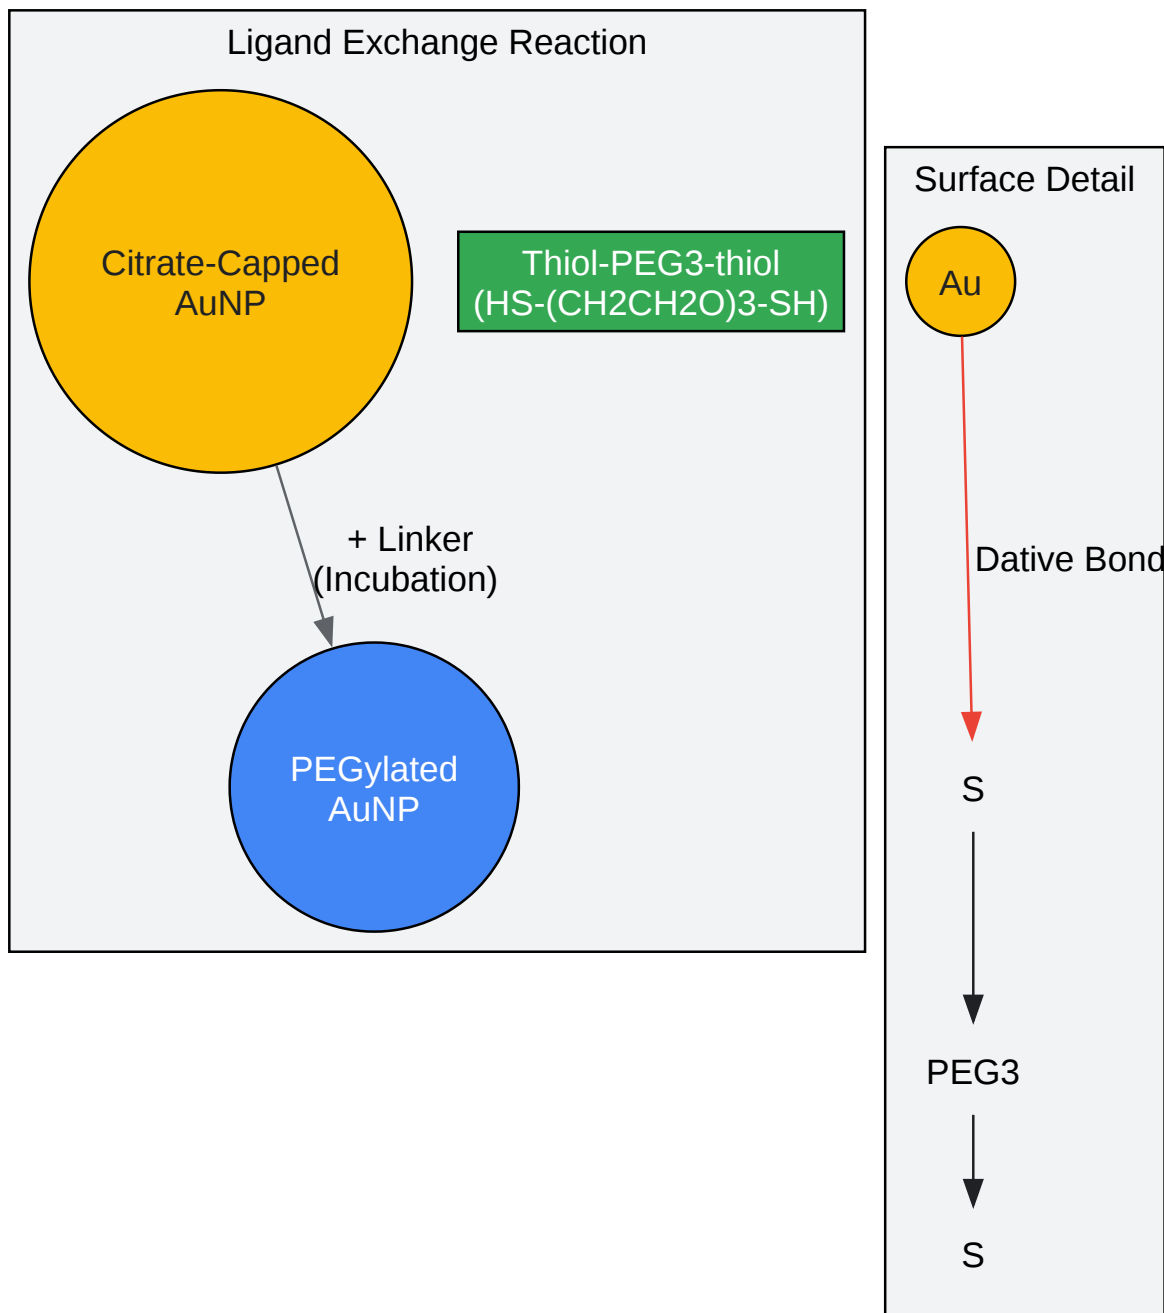 Ligand Exchange Reaction
Citrate-Capped
AuNP
Thiol-PEG3-thiol
(HS-(CH2CH2O)3-SH)
+ Linker
(Incubation)
PEGylated
AuNP
Surface Detail
Au
Dative Bond
S
PEG3
S